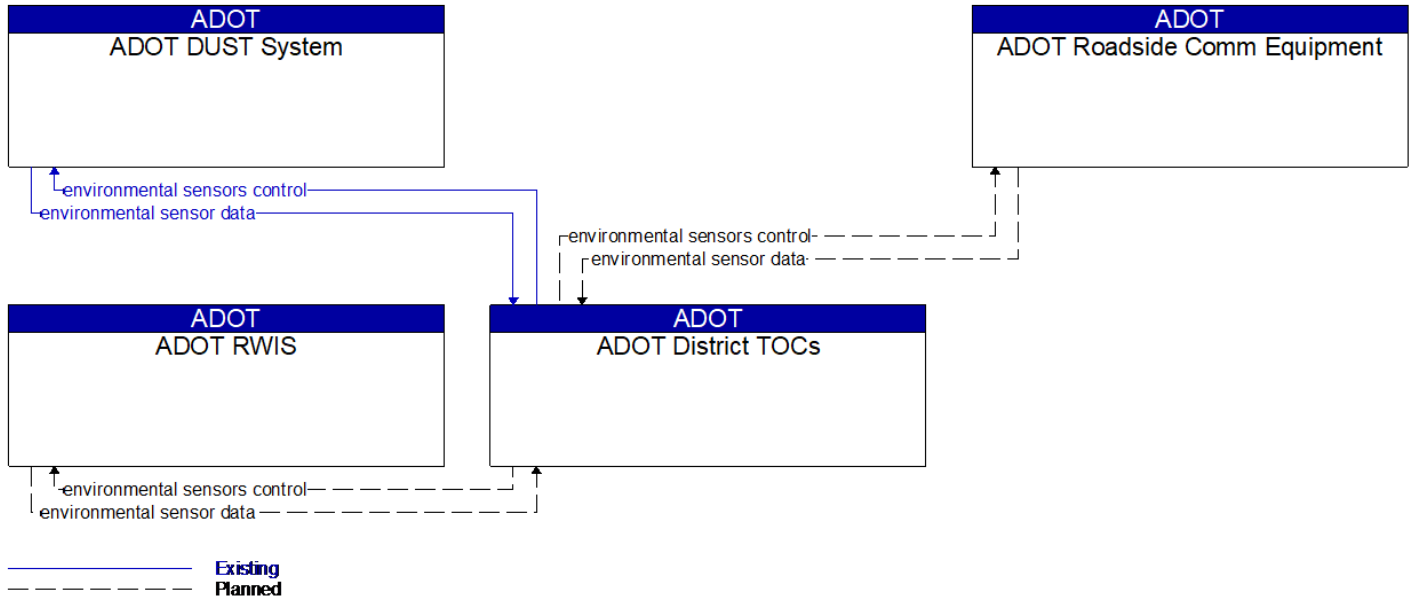 ADOT
ADOT DUST System
ADOT
ADOT Roadside Comm Equipment
environmental sensors control
environmental sensor data
environmental sensors control
environmental sensor data
ADOT
ADOT RWIS
ADOT
ADOT District TOCs
environmental sensors control
environmental sensor data
Existing
Planned